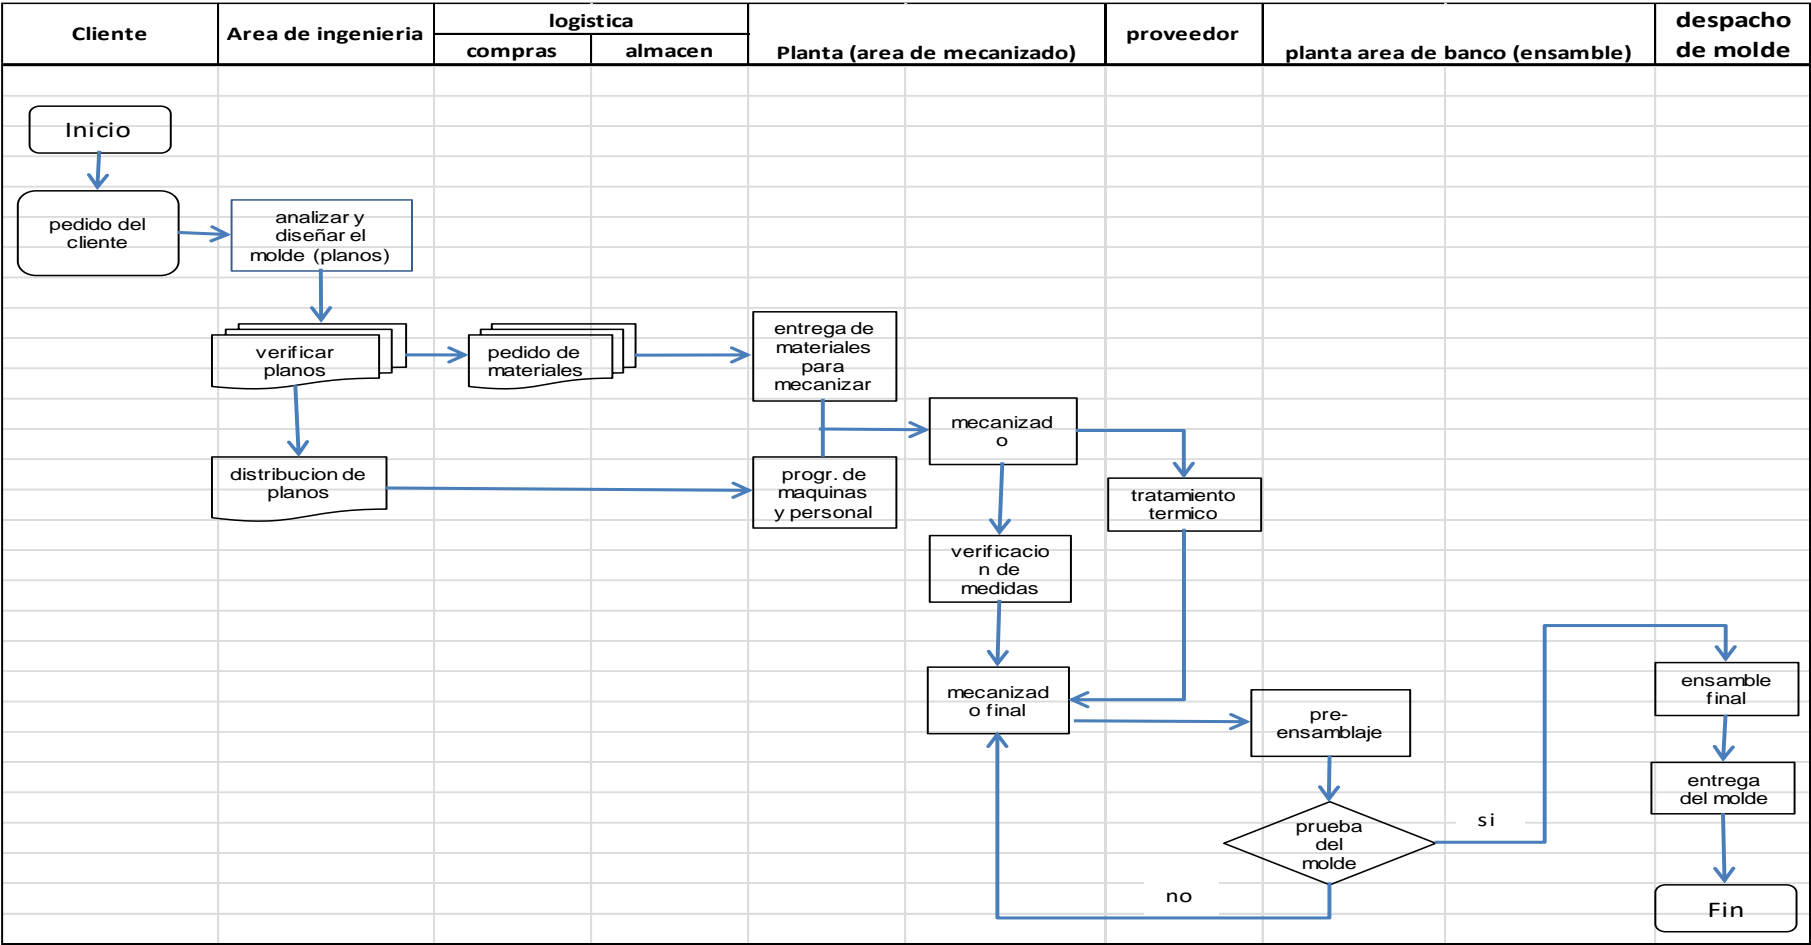 Cliente
Area de ingenieria
logistica
compras
almacen
Planta (area de mecanizado)
proveedor
planta area de banco (ensamble)
despacho
de molde
Inicio
pedido del
cliente
analizar y
diseñar el
molde (planos)
verificar
planos
pedido de
materiales
entrega de
materiales
para
mecanizar
mecanizad
o
distribucion de
planos
progr. de
maquinas
y personal
tratamiento
termico
verificacio
n de
medidas
mecanizad
o final
pre-
ensamblaje
ensamble
final
entrega
del molde
prueba
del
molde
si
no
Fin